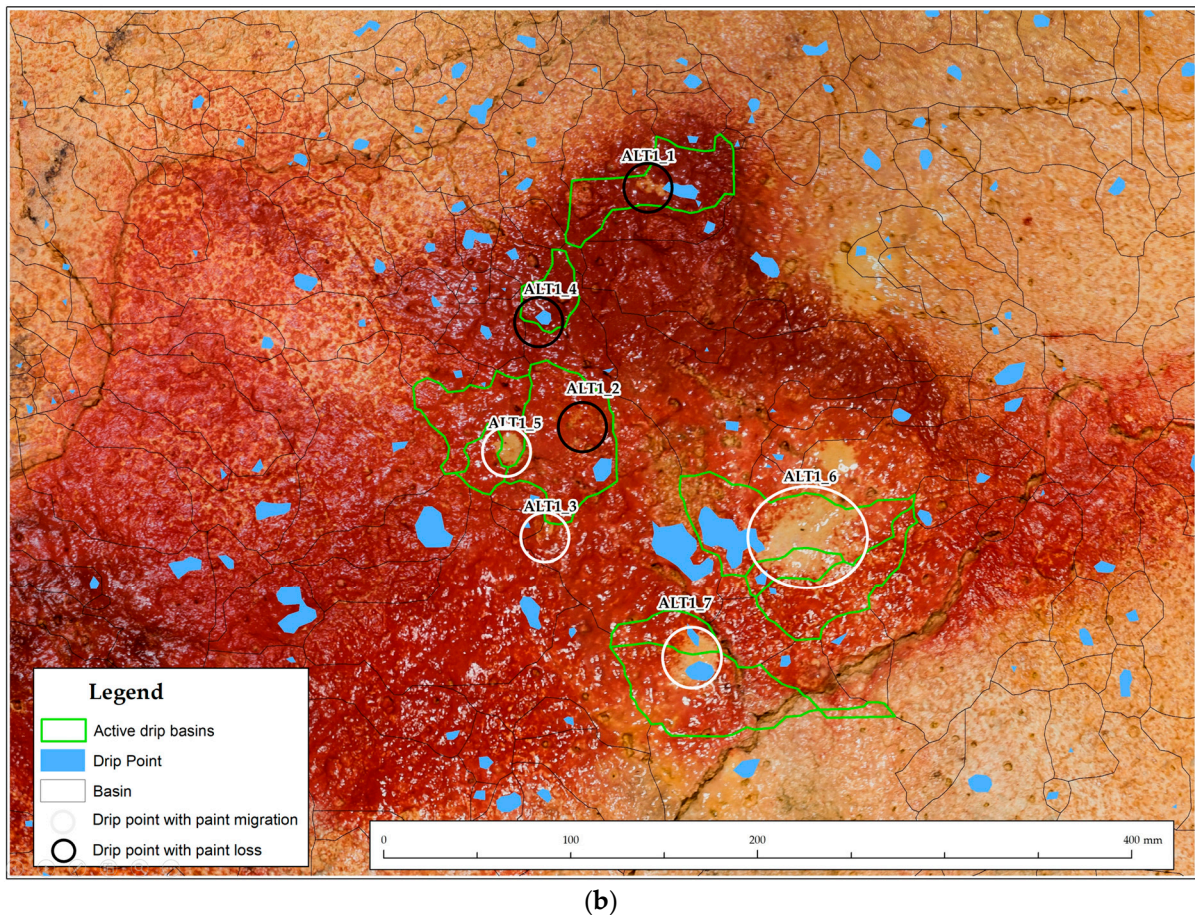 ALT1_1
ALT1_4
ALT1_2
ALT1_5
ALT1_6
ALT1_3
ALT1_7
Legend
Active drip basins
Drip Point
Basin
Drip point with paint migration
Drip point with paint loss
0 100 200 400 mm
(b)